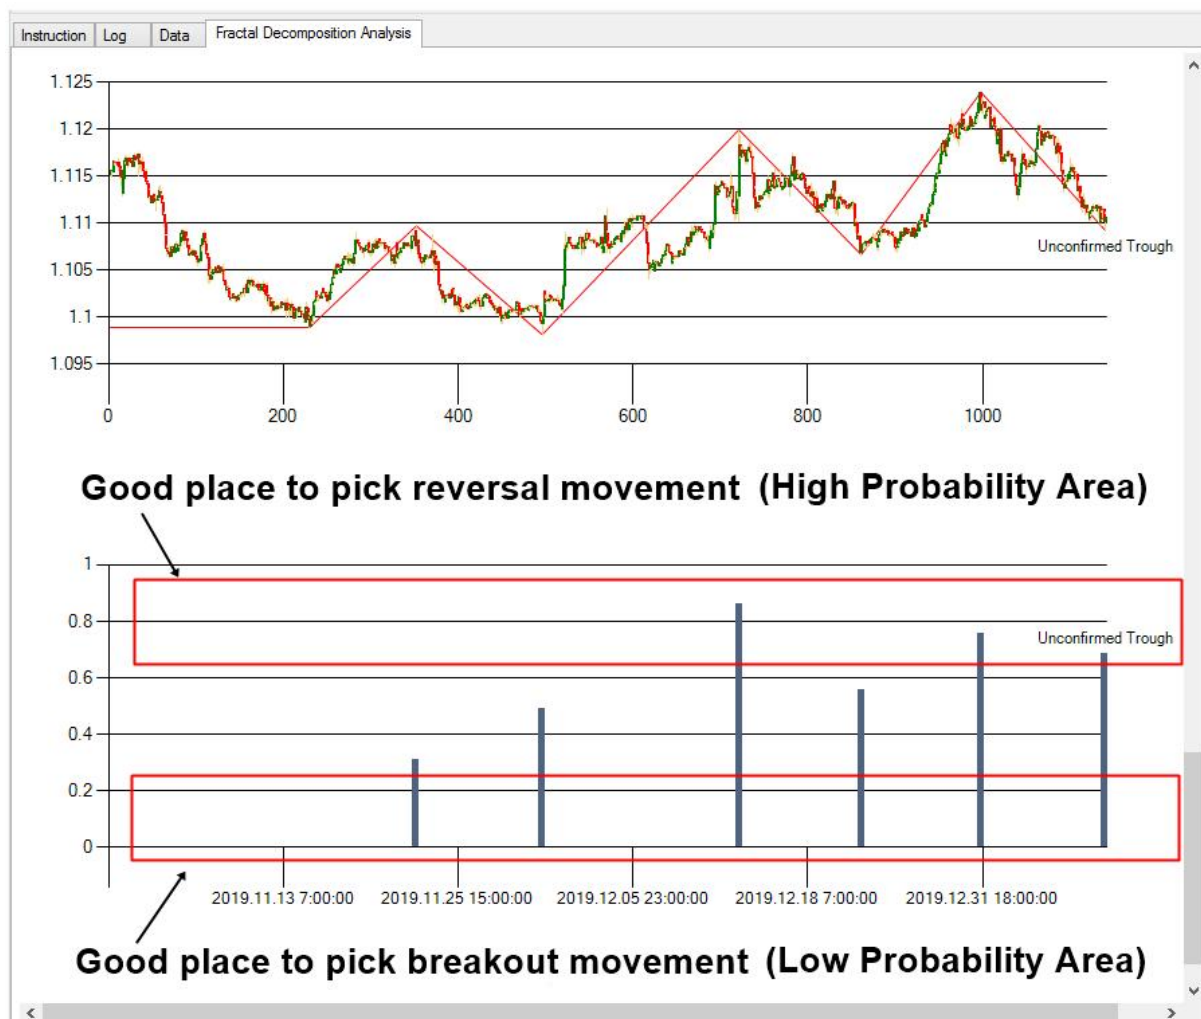 Instruction Log Data Fractal Decomposition Analysis
1.125
1.12
1.115
1.11
Unconfirmed Trough
1.105
1.1
1.095
0 200 400 600 800 1000
Good place to pick reversal movement (High Probability Area)
1
0.8
Unconfirmed Trough
0.6
0.4
0.2
0
2019.11.13 7:00:00 2019.11.25 15:00:00 2019.12.05 23:00:00 2019.12.18 7:00:00 2019.12.31 18:00:00
Good place to pick breakout movement (Low Probability Area)